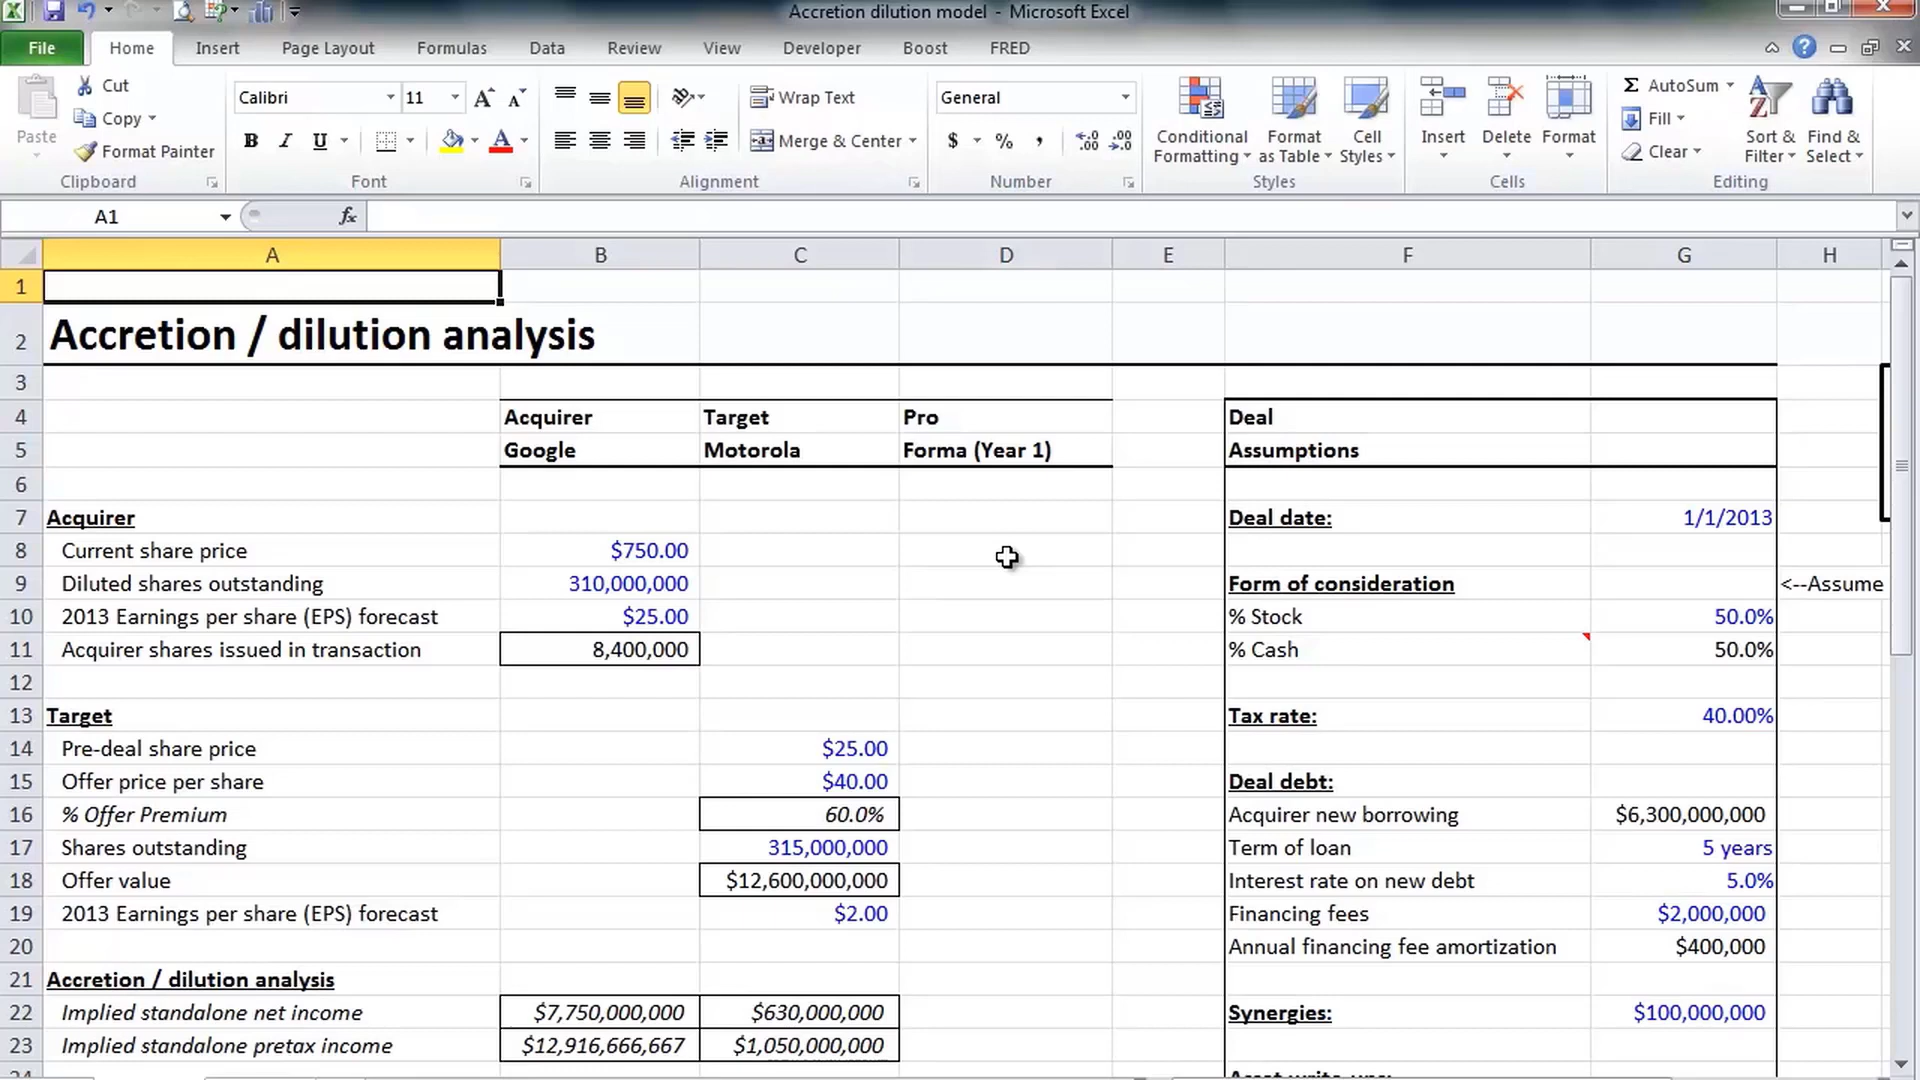 Accretion dilution model - Microsoft Excel
File Home Insert Page Layout Formulas Data Review View Developer Boost FRED
Paste
Cut
Copy
Format Painter
Clipboard
Calibri 11
B I U
Font
Wrap Text
Merge & Center
Alignment
General
$ % ,
Number
Conditional Formatting
Format as Table
Cell Styles
Styles
Insert Delete Format
Cells
Σ AutoSum
Fill
Clear
Sort & Filter
Find & Select
Editing
A1 fx
A B C D E F G H
1
2 Accretion / dilution analysis
3
4 Acquirer Target Pro Deal
5 Google Motorola Forma (Year 1) Assumptions
6
7 Acquirer Deal date: 1/1/2013
8 Current share price $750.00
9 Diluted shares outstanding 310,000,000 Form of consideration <--Assume
10 2013 Earnings per share (EPS) forecast $25.00 % Stock 50.0%
11 Acquirer shares issued in transaction 8,400,000 % Cash 50.0%
12
13 Target Tax rate: 40.00%
14 Pre-deal share price $25.00
15 Offer price per share $40.00 Deal debt:
16 % Offer Premium 60.0% Acquirer new borrowing $6,300,000,000
17 Shares outstanding 315,000,000 Term of loan 5 years
18 Offer value $12,600,000,000 Interest rate on new debt 5.0%
19 2013 Earnings per share (EPS) forecast $2.00 Financing fees $2,000,000
20 Annual financing fee amortization $400,000
21 Accretion / dilution analysis
22 Implied standalone net income $7,750,000,000 $630,000,000 Synergies: $100,000,000
23 Implied standalone pretax income $12,916,666,667 $1,050,000,000